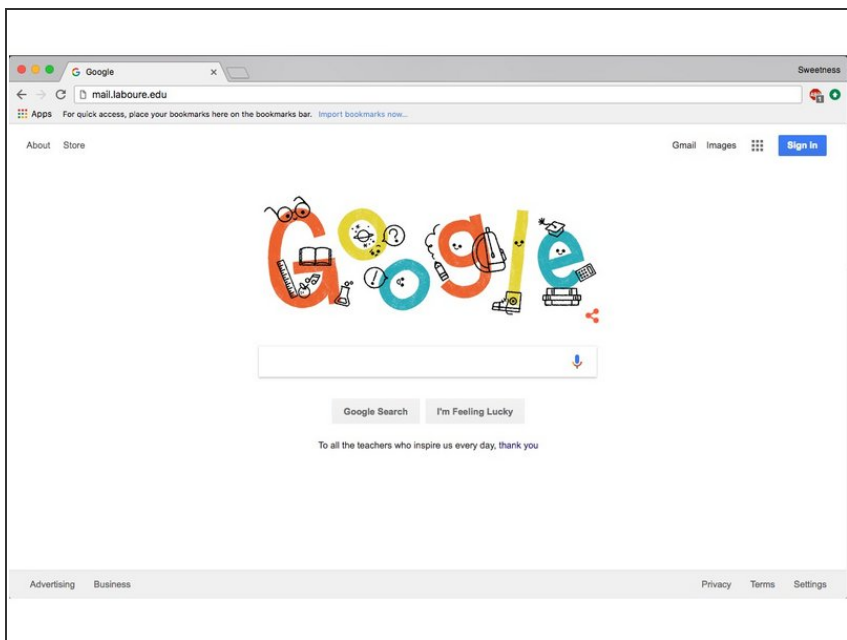 Google
Sweetness
mail.laboure.edu
1
Apps For quick access, place your bookmarks here on the bookmarks bar. Import bookmarks now...
About Store Gmail Images Sign in
Google
? !
Google Search I'm Feeling Lucky
To all the teachers who inspire us every day, thank you
Advertising Business Privacy Terms Settings